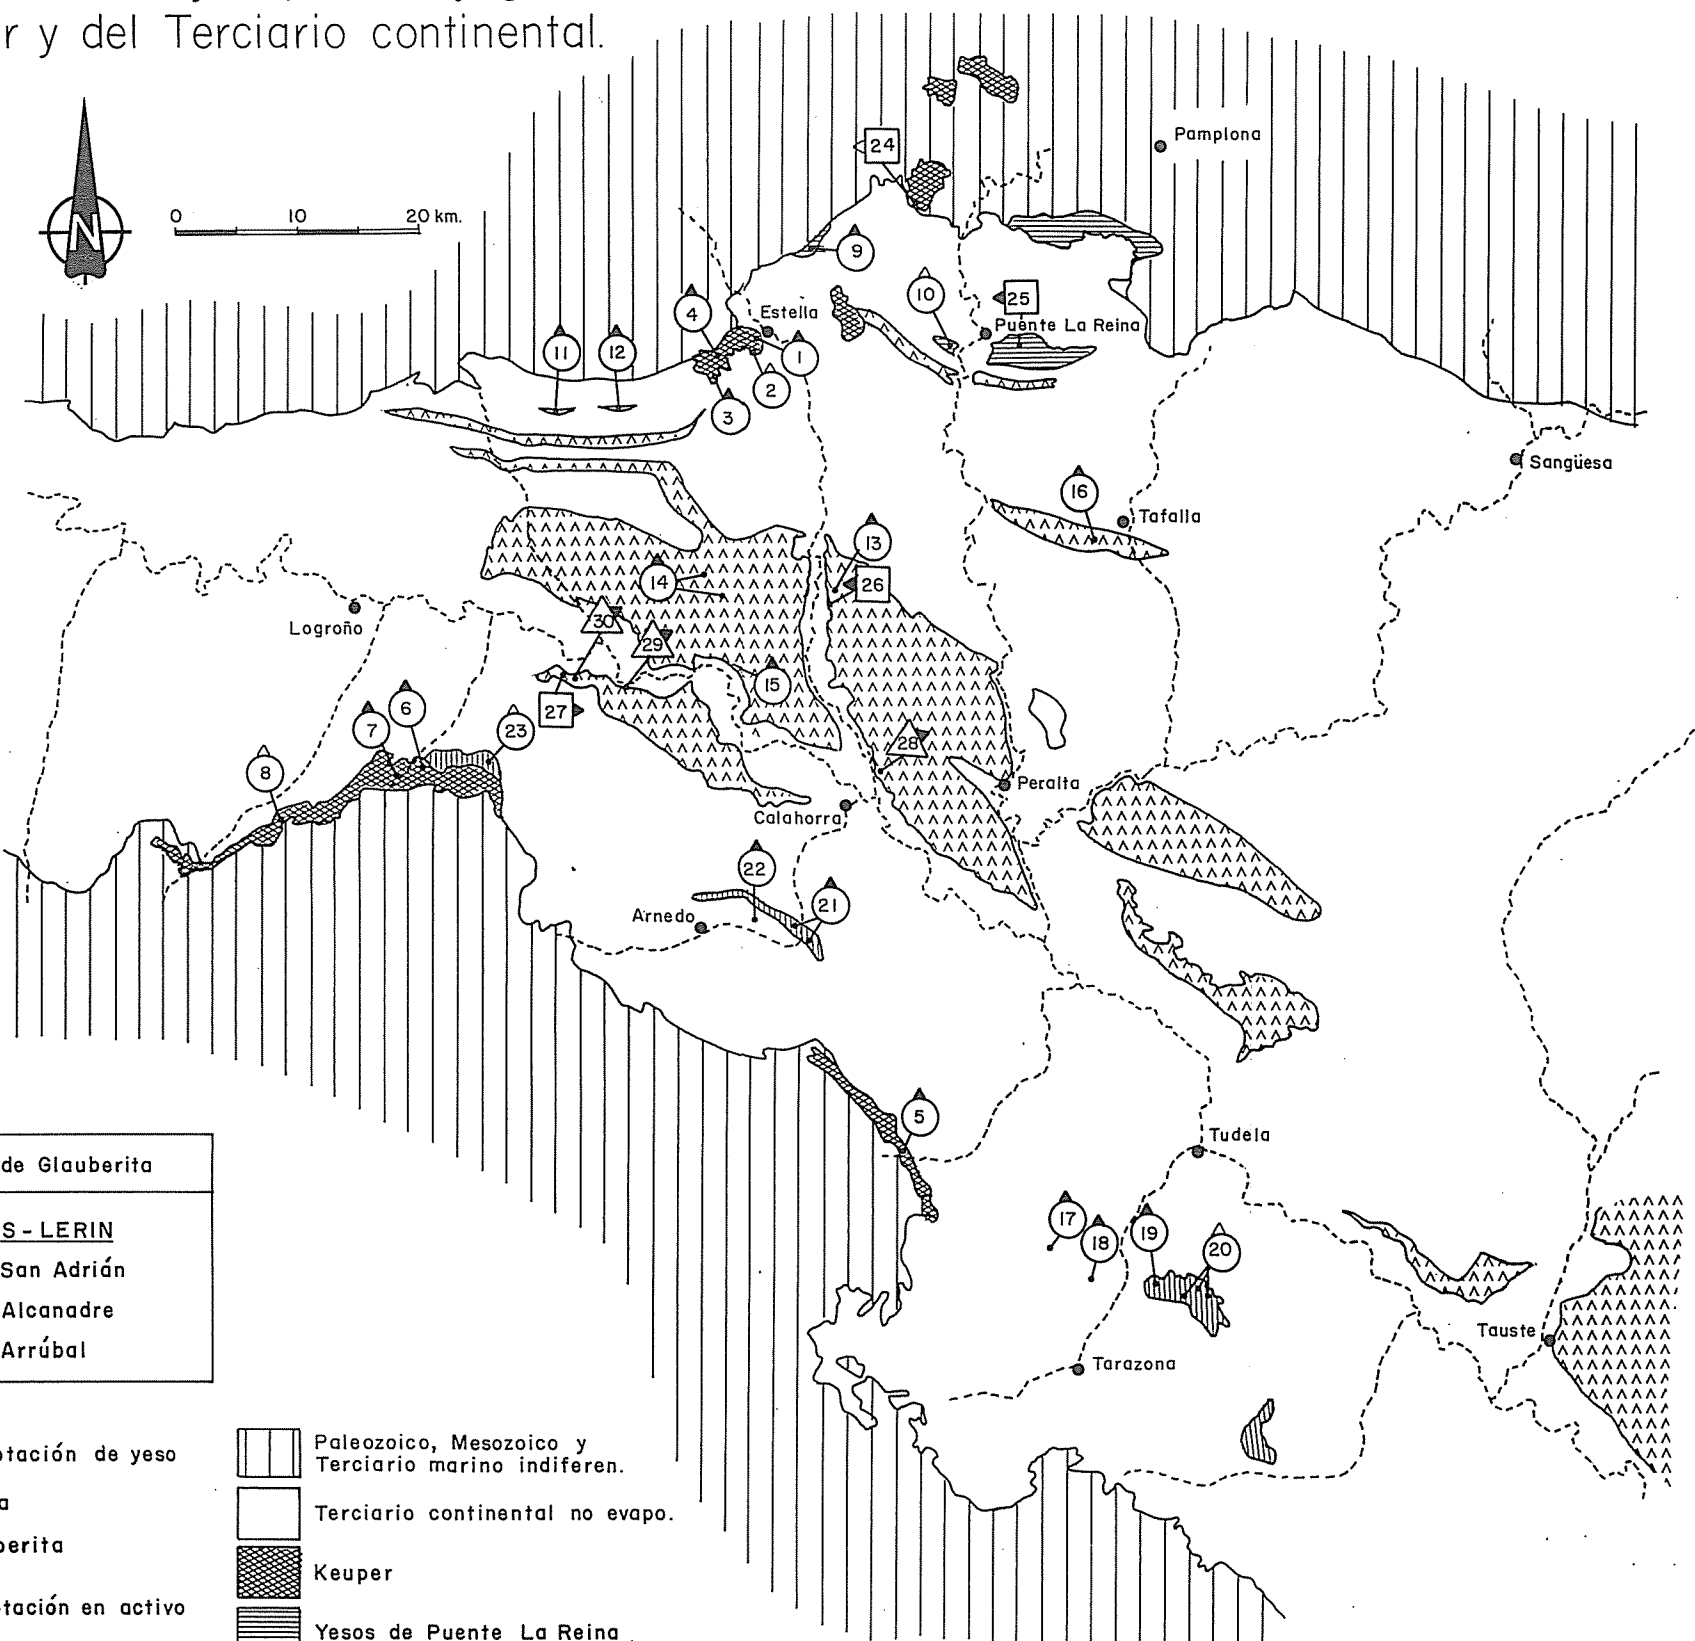 r y del Terciario continental.
N
0 10 20 km.
Pamplona
24
9
10
25
Estella
Puente La Reina
4
11
12
1
2
3
Sangüesa
16
Tafalla
13
14
26
Logroño
30
29
15
27
6
7
23
28
8
Peralta
Calahorra
22
21
Arnedo
5
Tudela
de Glauberita
S-LERIN
San Adrián
Alcanadre
Arrúbal
17
18
19
20
Tauste
Tarazona
tación de yeso
a
erita
tación en activo
Paleozoico, Mesozoico y
Terciario marino indiferen.
Terciario continental no evapo.
Keuper
Yesos de Puente La Reina